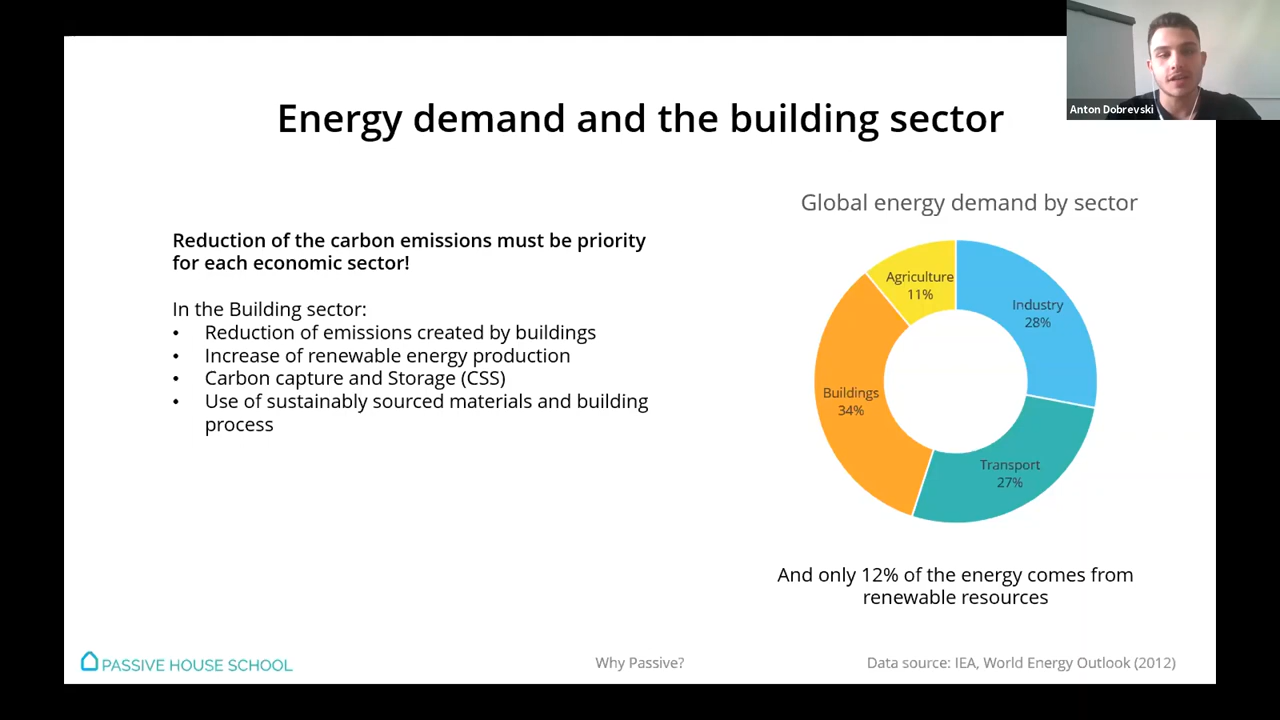 Anton Dobrevski
Energy demand and the building sector
Reduction of the carbon emissions must be priority
for each economic sector!
In the Building sector:
• Reduction of emissions created by buildings
• Increase of renewable energy production
• Carbon capture and Storage (CSS)
• Use of sustainably sourced materials and building
process
Global energy demand by sector
Agriculture
11%
Industry
28%
Buildings
34%
Transport
27%
And only 12% of the energy comes from
renewable resources
PASSIVE HOUSE SCHOOL
Why Passive?
Data source: IEA, World Energy Outlook (2012)